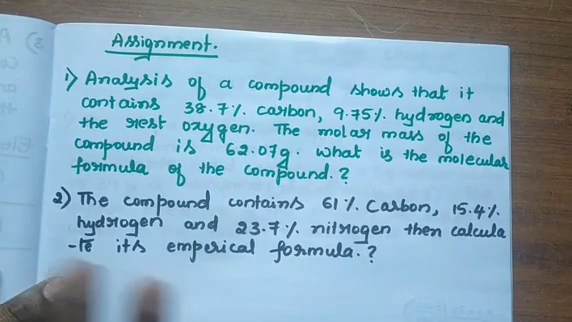 Assignment.
1) Analysis of a compound shows that it
contains 38.7% carbon, 9.75% hydrogen and
the rest oxygen. The molar mass of the
compound is 62.07g. What is the molecular
formula of the compound.?
2) The compound contains 61% Carbon, 15.4%
hydrogen and 23.7% nitrogen then calcula
-te its emperical formula.?